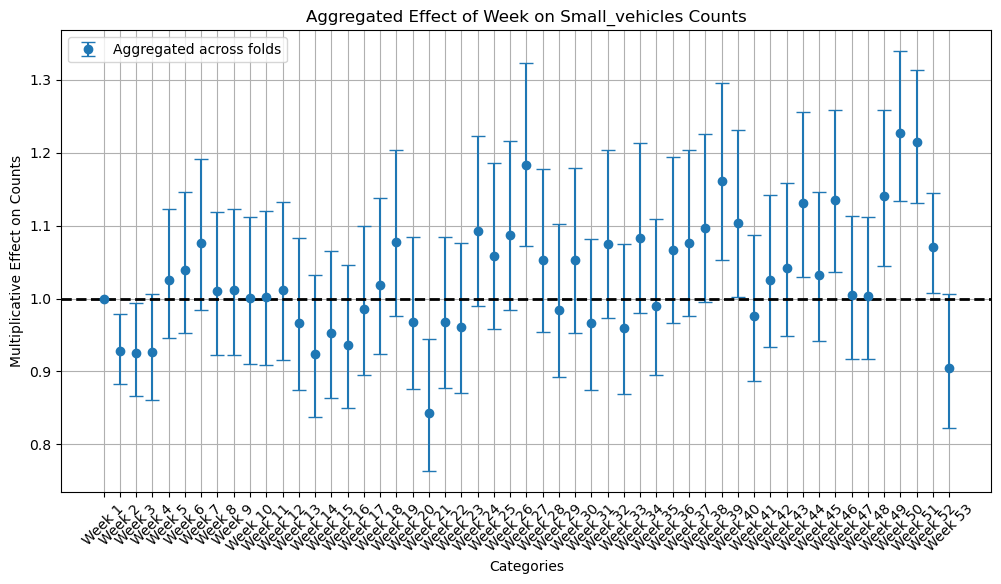 Aggregated Effect of Week on Small_vehicles Counts
Aggregated across folds
Multiplicative Effect on Counts
1.3
1.2
1.1
1.0
0.9
0.8
Week 1
Week 2
Week 3
Week 4
Week 5
Week 6
Week 7
Week 8
Week 9
Week 10
Week 11
Week 12
Week 13
Week 14
Week 15
Week 16
Week 17
Week 18
Week 19
Week 20
Week 21
Week 22
Week 23
Week 24
Week 25
Week 26
Week 27
Week 28
Week 29
Week 30
Week 31
Week 32
Week 33
Week 34
Week 35
Week 36
Week 37
Week 38
Week 39
Week 40
Week 41
Week 42
Week 43
Week 44
Week 45
Week 46
Week 47
Week 48
Week 49
Week 50
Week 51
Week 52
Week 53
Categories